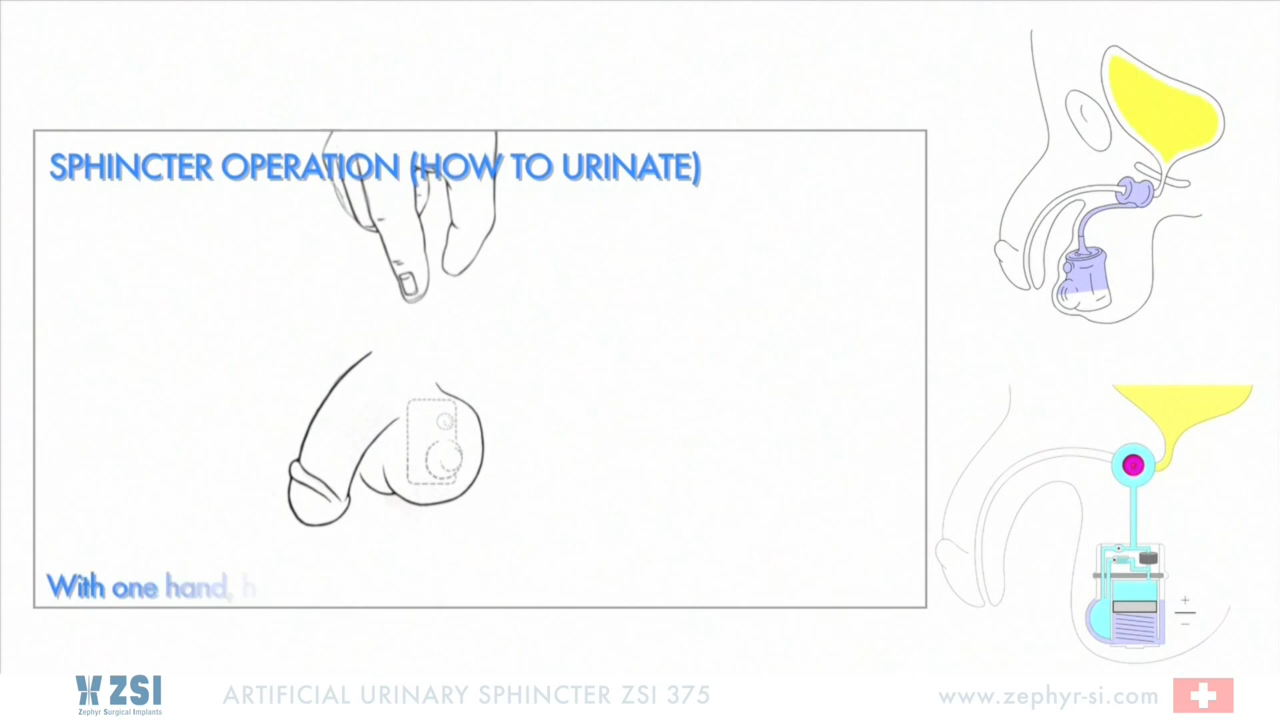 SPHINCTER OPERATION (HOW TO URINATE)
With one hand, h
+
−
ZSI
Zephyr Surgical Implants
ARTIFICIAL URINARY SPHINCTER ZSI 375
www.zephyr-si.com